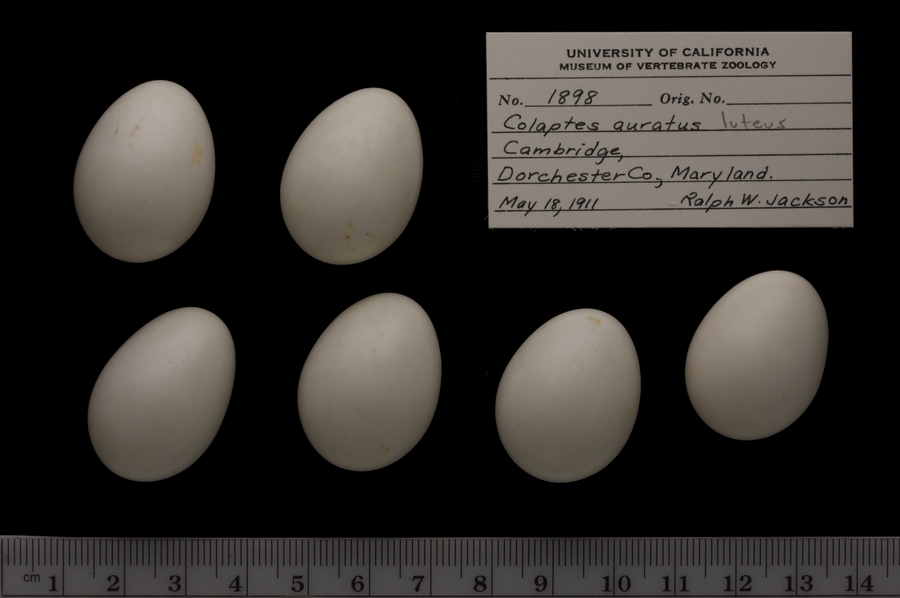 UNIVERSITY OF CALIFORNIA
MUSEUM OF VERTEBRATE ZOOLOGY
No. 1898 Orig. No.
Colaptes auratus luteus
Cambridge,
Dorchester Co., Maryland.
May 18, 1911 Ralph W. Jackson
cm 1 2 3 4 5 6 7 8 9 10 11 12 13 14